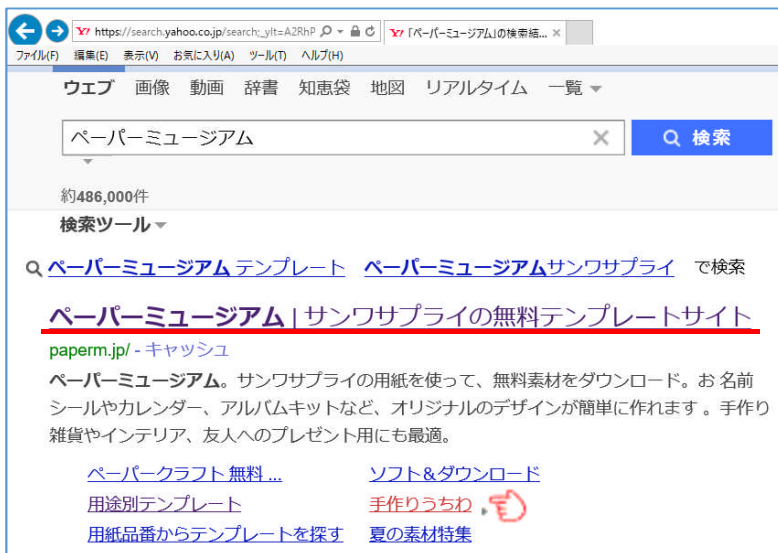 https://search.yahoo.co.jp/search;_ylt=A2RhP
「ペーパーミュージアム」の検索結...
ファイル(F) 編集(E) 表示(V) お気に入り(A) ツール(T) ヘルプ(H)
ウェブ 画像 動画 辞書 知恵袋 地図 リアルタイム 一覧
ペーパーミュージアム
検索
約486,000件
検索ツール
ペーパーミュージアム テンプレート ペーパーミュージアムサンワサプライ で検索
ペーパーミュージアム | サンワサプライの無料テンプレートサイト
paperm.jp/ - キャッシュ
ペーパーミュージアム。サンワサプライの用紙を使って、無料素材をダウンロード。お 名前
シールやカレンダー、アルバムキットなど、オリジナルのデザインが簡単に作れます 。手作り
雑貨やインテリア、友人へのプレゼント用にも最適。
ペーパークラフト 無料 ... ソフト＆ダウンロード
用途別テンプレート 手作りうちわ
用紙品番からテンプレートを探す 夏の素材特集